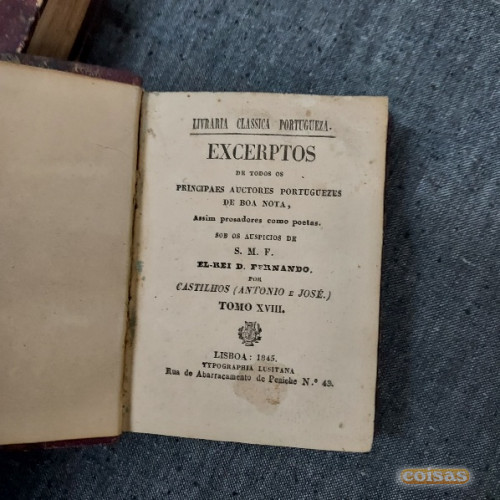 LIVRARIA CLASSICA PORTUGUEZA.
EXCERPTOS
DE TODOS OS
PRINCIPAES AUCTORES PORTUGUEZES
DE BOA NOTA,
Assim prosadores como poetas.
SOB OS AUSPICIOS DE
S. M. F.
EL-REI D. FERNANDO.
POR
CASTILHOS (ANTONIO E JOSÉ.)
TOMO XVIII.
LISBOA: 1845.
TYPOGRAPHIA LUSITANA
Rua do Abarracamento de Peniche N.º 43.
coisas